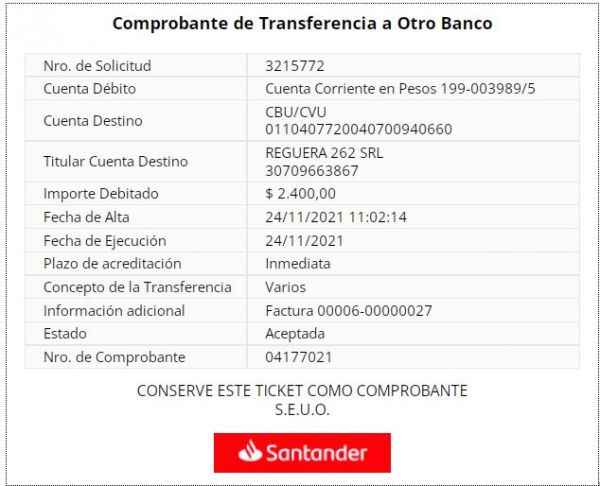 Comprobante de Transferencia a Otro Banco
Nro. de Solicitud 3215772
Cuenta Débito Cuenta Corriente en Pesos 199-003989/5
Cuenta Destino CBU/CVU
0110407720040700940660
Titular Cuenta Destino REGUERA 262 SRL
30709663867
Importe Debitado $ 2.400,00
Fecha de Alta 24/11/2021 11:02:14
Fecha de Ejecución 24/11/2021
Plazo de acreditación Inmediata
Concepto de la Transferencia Varios
Información adicional Factura 00006-00000027
Estado Aceptada
Nro. de Comprobante 04177021
CONSERVE ESTE TICKET COMO COMPROBANTE
S.E.U.O.
Santander